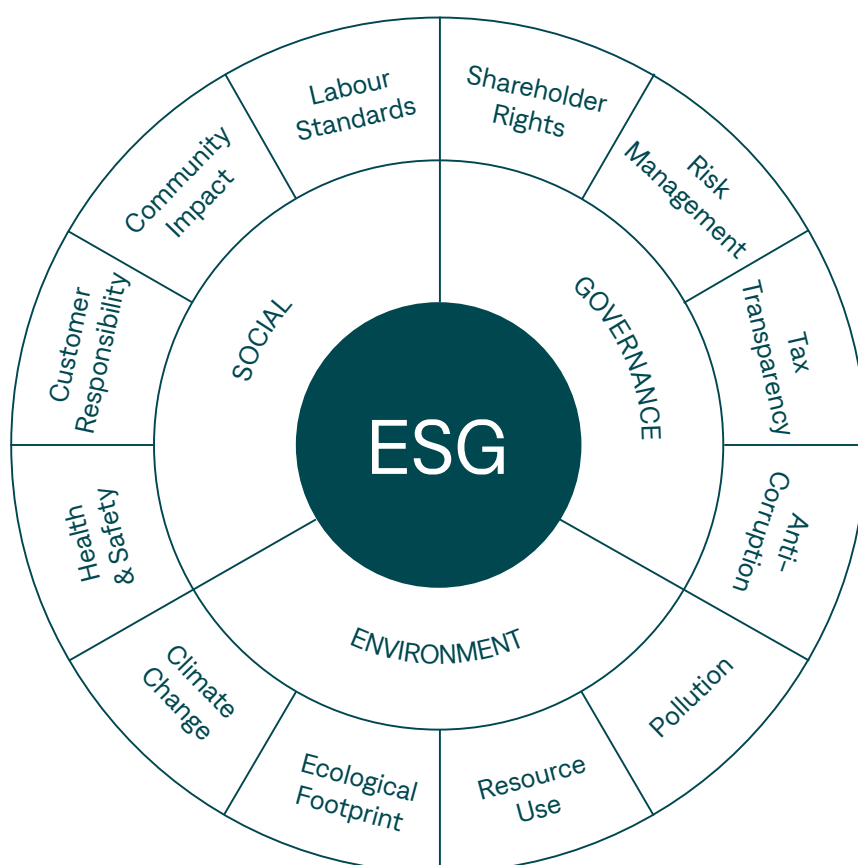 ESG
SOCIAL
GOVERNANCE
ENVIRONMENT
Labour
Standards
Shareholder
Rights
Risk
Management
Tax
Transparency
Anti-
Corruption
Pollution
Resource
Use
Ecological
Footprint
Climate
Change
Health
& Safety
Customer
Responsibility
Community
Impact